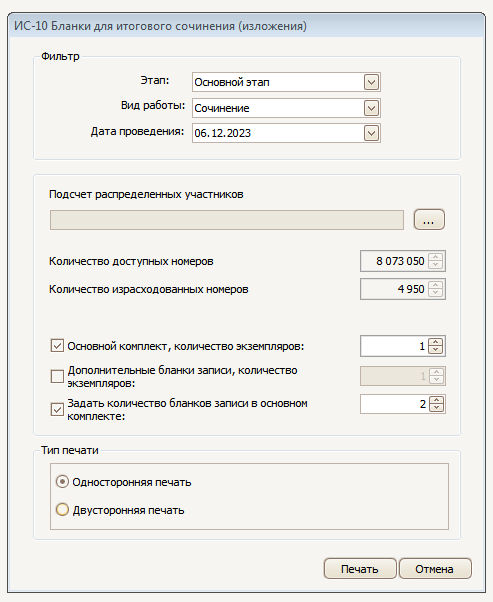 ИС-10 Бланки для итогового сочинения (изложения)
Фильтр
Этап: Основной этап
Вид работы: Сочинение
Дата проведения: 06.12.2023
Подсчет распределенных участников
...
Количество доступных номеров 8 073 050
Количество израсходованных номеров 4 950
Основной комплект, количество экземпляров: 1
Дополнительные бланки записи, количество
экземпляров: 1
Задать количество бланков записи в основном
комплекте: 2
Тип печати
Односторонняя печать
Двусторонняя печать
Печать Отмена